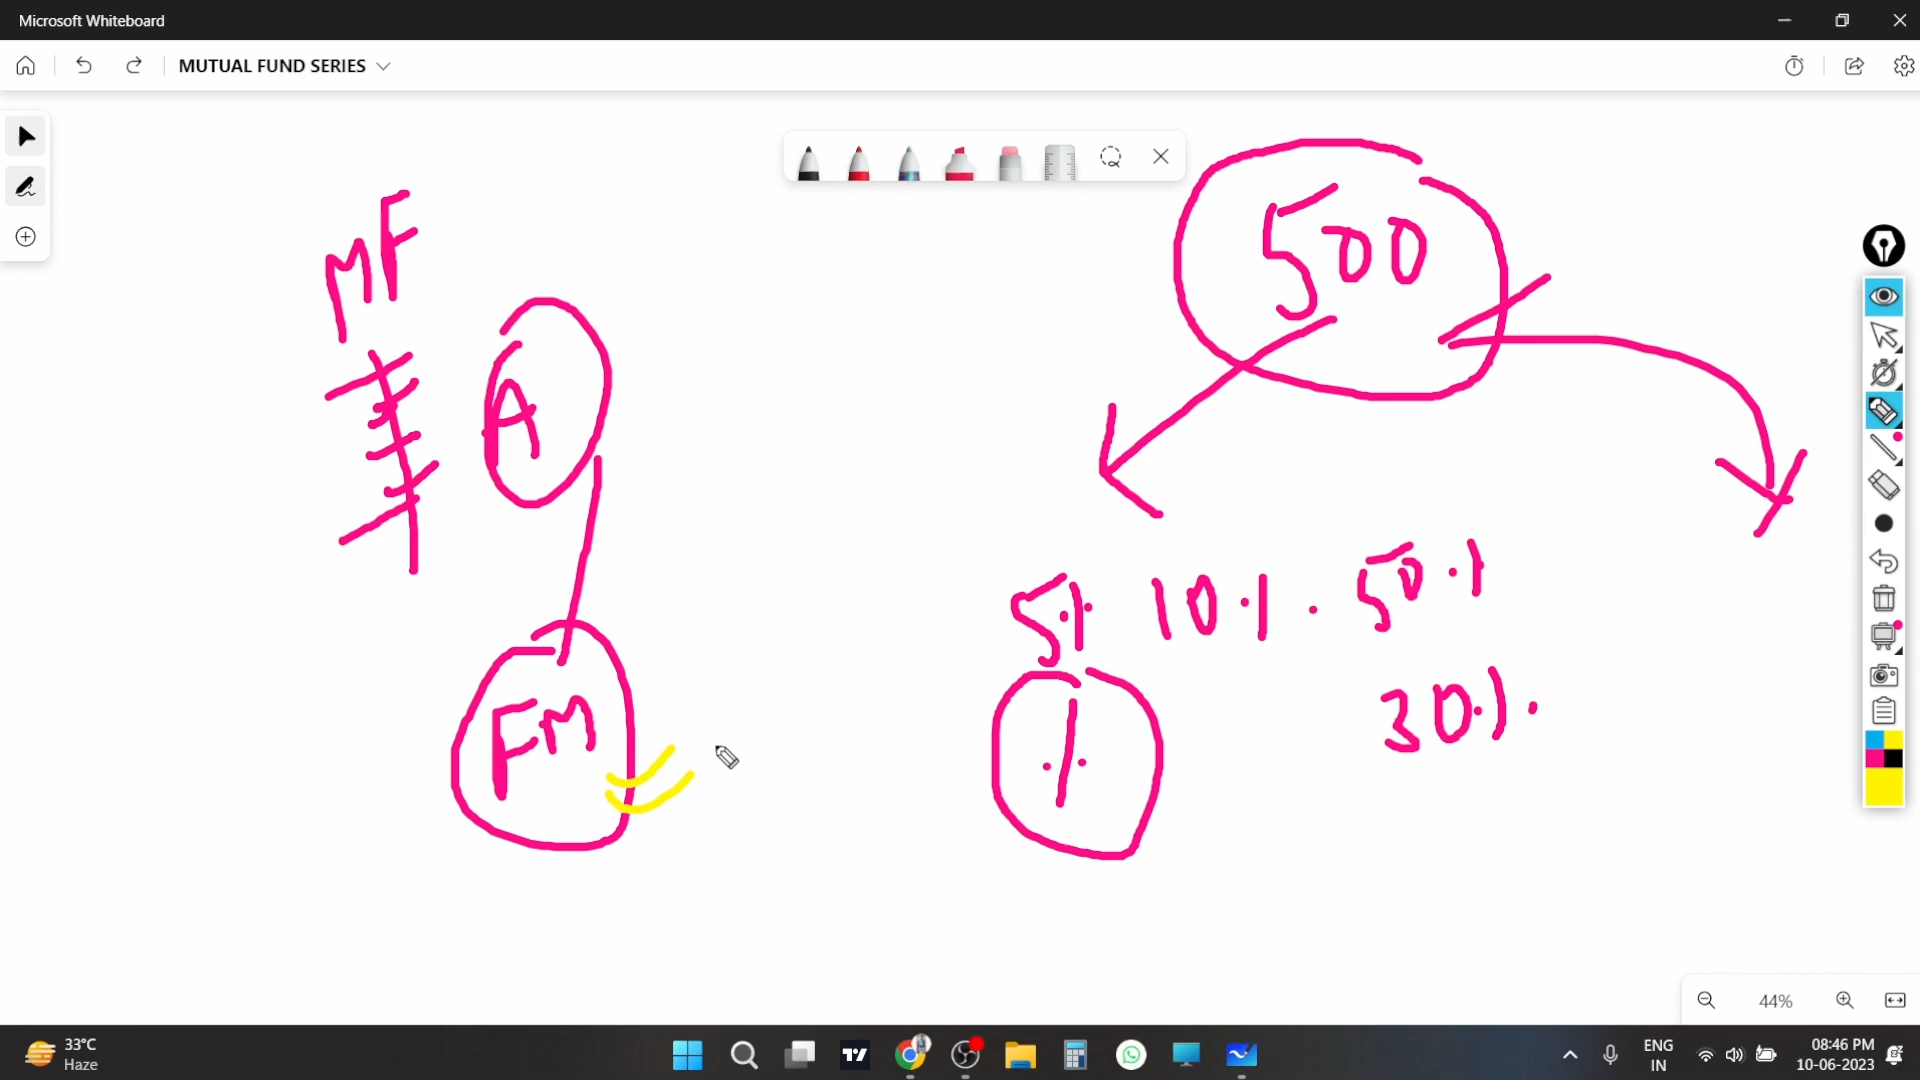 Microsoft Whiteboard
MUTUAL FUND SERIES
MF
500
A
5% 10% . 50%
30%.
FM
%
44%
33°C
Haze
ENG
IN
08:46 PM
10-06-2023